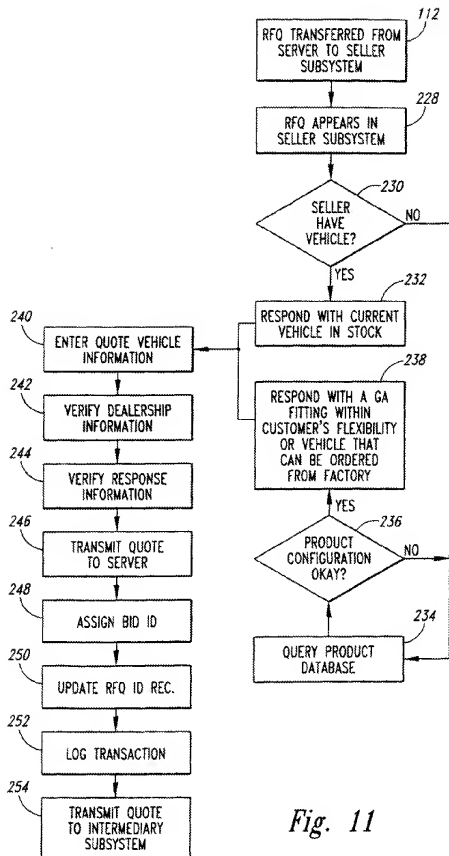 112
RFQ TRANSFERRED FROM
SERVER TO SELLER
SUBSYSTEM
228
RFQ APPEARS IN
SELLER SUBSYSTEM
230
SELLER
HAVE
VEHICLE?
NO
YES
232
RESPOND WITH CURRENT
VEHICLE IN STOCK
238
RESPOND WITH A GA
FITTING WITHIN
CUSTOMER'S FLEXIBILITY
OR VEHICLE THAT
CAN BE ORDERED
FROM FACTORY
YES
236
PRODUCT
CONFIGURATION
OKAY?
NO
234
QUERY PRODUCT
DATABASE
240
ENTER QUOTE VEHICLE
INFORMATION
242
VERIFY DEALERSHIP
INFORMATION
244
VERIFY RESPONSE
INFORMATION
246
TRANSMIT QUOTE
TO SERVER
248
ASSIGN BID ID
250
UPDATE RFQ ID REC.
252
LOG TRANSACTION
254
TRANSMIT QUOTE
TO INTERMEDIARY
SUBSYSTEM
Fig. 11